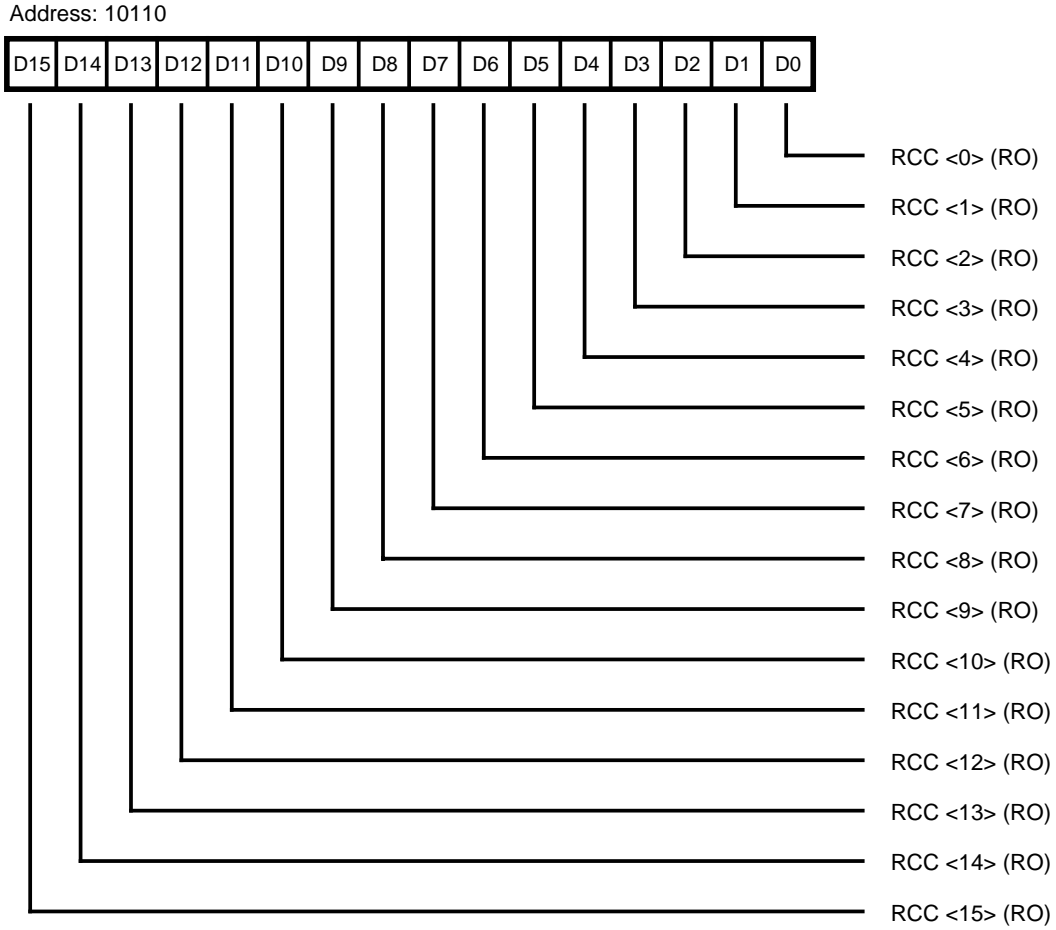 Address: 10110
D15 D14 D13 D12 D11 D10 D9 D8 D7 D6 D5 D4 D3 D2 D1 D0
RCC <0> (RO)
RCC <1> (RO)
RCC <2> (RO)
RCC <3> (RO)
RCC <4> (RO)
RCC <5> (RO)
RCC <6> (RO)
RCC <7> (RO)
RCC <8> (RO)
RCC <9> (RO)
RCC <10> (RO)
RCC <11> (RO)
RCC <12> (RO)
RCC <13> (RO)
RCC <14> (RO)
RCC <15> (RO)